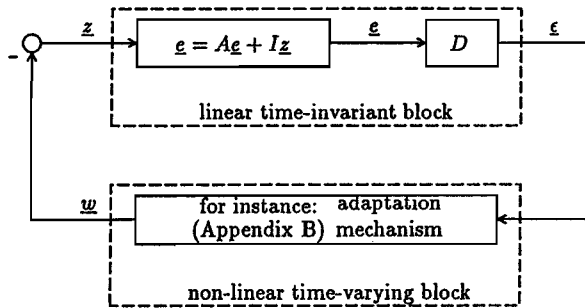 z e ϵ
-
e = Ae + Iz D
linear time-invariant block
w
for instance: adaptation
(Appendix B) mechanism
non-linear time-varying block